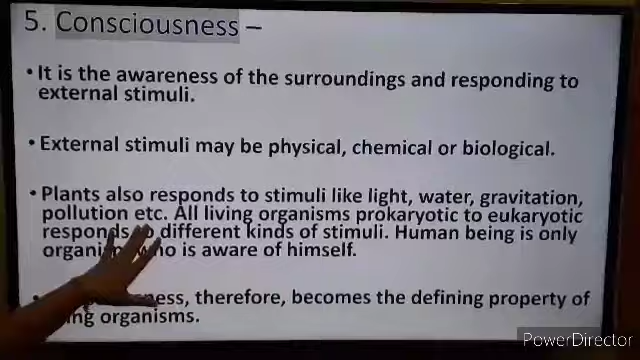 5. Consciousness –
• It is the awareness of the surroundings and responding to
external stimuli.
• External stimuli may be physical, chemical or biological.
• Plants also responds to stimuli like light, water, gravitation,
pollution etc. All living organisms prokaryotic to eukaryotic
responds to different kinds of stimuli. Human being is only
who is aware of himself.
therefore, becomes the defining property of
organisms.
PowerDirector